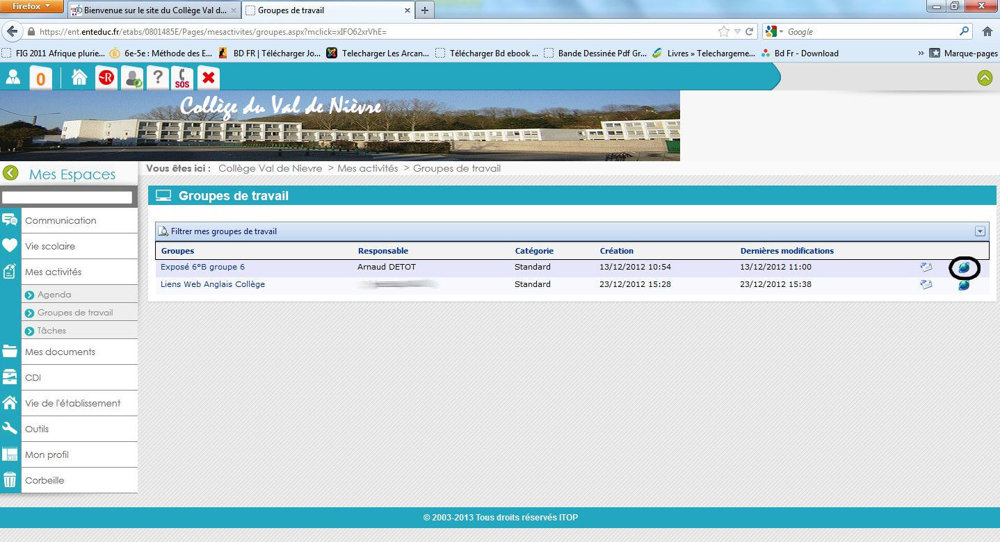 Firefox
Bienvenue sur le site du Collège Val d...
Groupes de travail
https://ent.enteduc.fr/etabs/0801485E/Pages/mesactivites/groups.aspx?mclick=xIFO62xrVhE=
Google
FIG 2011 Afrique plurie... 6e-5e : Méthode des E... BD FR | Télécharger Jo... Telecharger Les Arcan... Télécharger Bd ebook ... Bande Dessinée Pdf Gr... Livres » Telechargeme... Bd Fr - Download » Marque-pages
0 R ? SOS
Collège du Val de Nièvre
Mes Espaces
Vous êtes ici : Collège Val de Nievre > Mes activités > Groupes de travail
Groupes de travail
Communication
Vie scolaire
Mes activités
Agenda
Groupes de travail
Tâches
Mes documents
CDI
Vie de l'établissement
Outils
Mon profil
Corbeille
Filtrer mes groupes de travail
Groupes Responsable Catégorie Création Dernières modifications
Exposé 6°B groupe 6 Arnaud DETOT Standard 13/12/2012 10:54 13/12/2012 11:00
Liens Web Anglais Collège Standard 23/12/2012 15:28 23/12/2012 15:38
© 2003-2013 Tous droits réservés ITOP